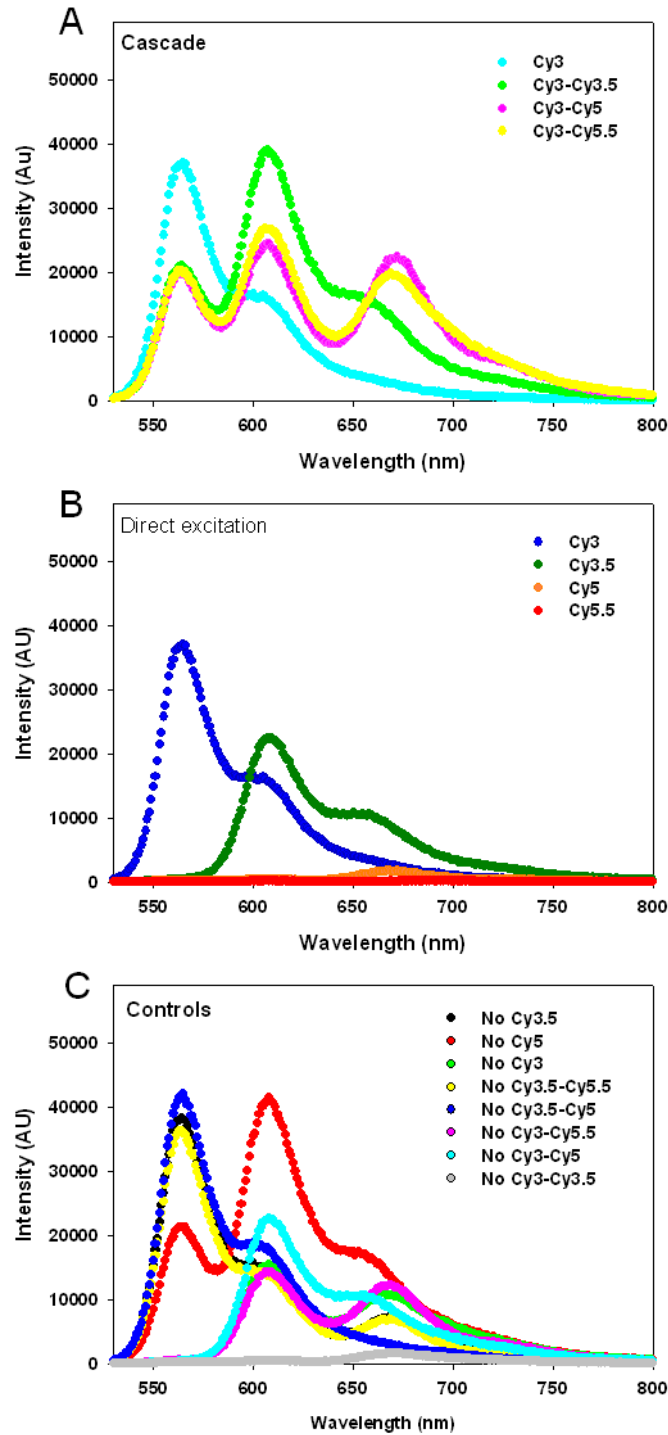 A
Cascade
Cy3
Cy3-Cy3.5
Cy3-Cy5
Cy3-Cy5.5
Intensity (Au)
50000
40000
30000
20000
10000
0
550 600 650 700 750 800
Wavelength (nm)
B
Direct excitation
Cy3
Cy3.5
Cy5
Cy5.5
Intensity (AU)
50000
40000
30000
20000
10000
0
550 600 650 700 750 800
Wavelength (nm)
C
Controls
No Cy3.5
No Cy5
No Cy3
No Cy3.5-Cy5.5
No Cy3.5-Cy5
No Cy3-Cy5.5
No Cy3-Cy5
No Cy3-Cy3.5
Intensity (AU)
50000
40000
30000
20000
10000
0
550 600 650 700 750 800
Wavelength (nm)